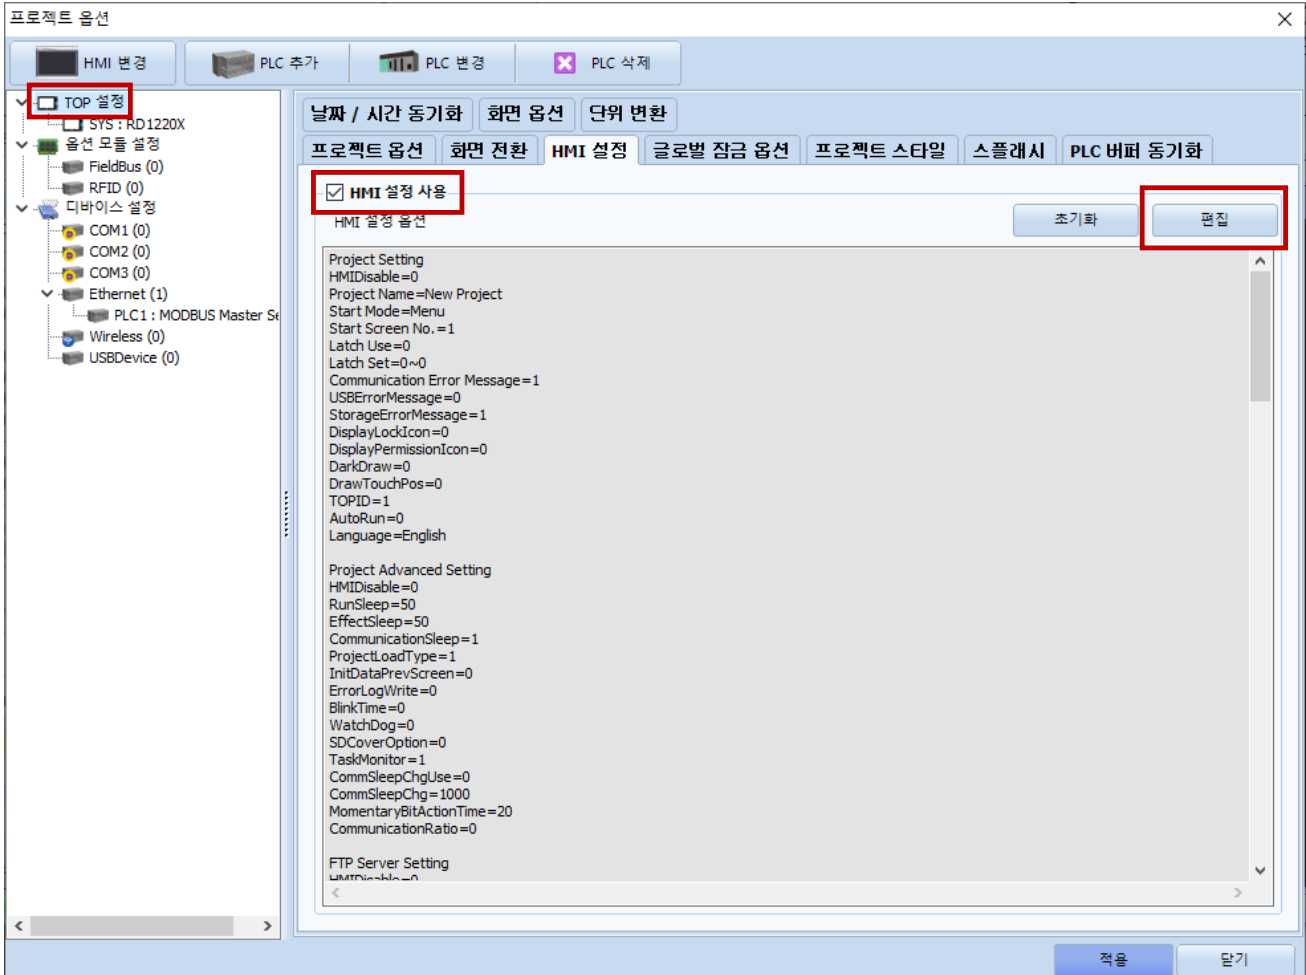 프로젝트 옵션
HMI 변경
PLC 추가
PLC 변경
PLC 삭제
TOP 설정
SYS : RD1220X
옵션 모듈 설정
FieldBus (0)
RFID (0)
디바이스 설정
COM1 (0)
COM2 (0)
COM3 (0)
Ethernet (1)
PLC1 : MODBUS Master Se
Wireless (0)
USBDevice (0)
날짜 / 시간 동기화
화면 옵션
단위 변환
프로젝트 옵션
화면 전환
HMI 설정
글로벌 잠금 옵션
프로젝트 스타일
스플래시
PLC 버퍼 동기화
HMI 설정 사용
HMI 설정 옵션
초기화
편집
Project Setting
HMIDisable=0
Project Name=New Project
Start Mode=Menu
Start Screen No.=1
Latch Use=0
Latch Set=0~0
Communication Error Message=1
USBErrorMessage=0
StorageErrorMessage=1
DisplayLockIcon=0
DisplayPermissionIcon=0
DarkDraw=0
DrawTouchPos=0
TOPID=1
AutoRun=0
Language=English
Project Advanced Setting
HMIDisable=0
RunSleep=50
EffectSleep=50
CommunicationSleep=1
ProjectLoadType=1
InitDataPrevScreen=0
ErrorLogWrite=0
BlinkTime=0
WatchDog=0
SDCoverOption=0
TaskMonitor=1
CommSleepChgUse=0
CommSleepChg=1000
MomentaryBitActionTime=20
CommunicationRatio=0
FTP Server Setting
HMIDisable=0
적용
닫기